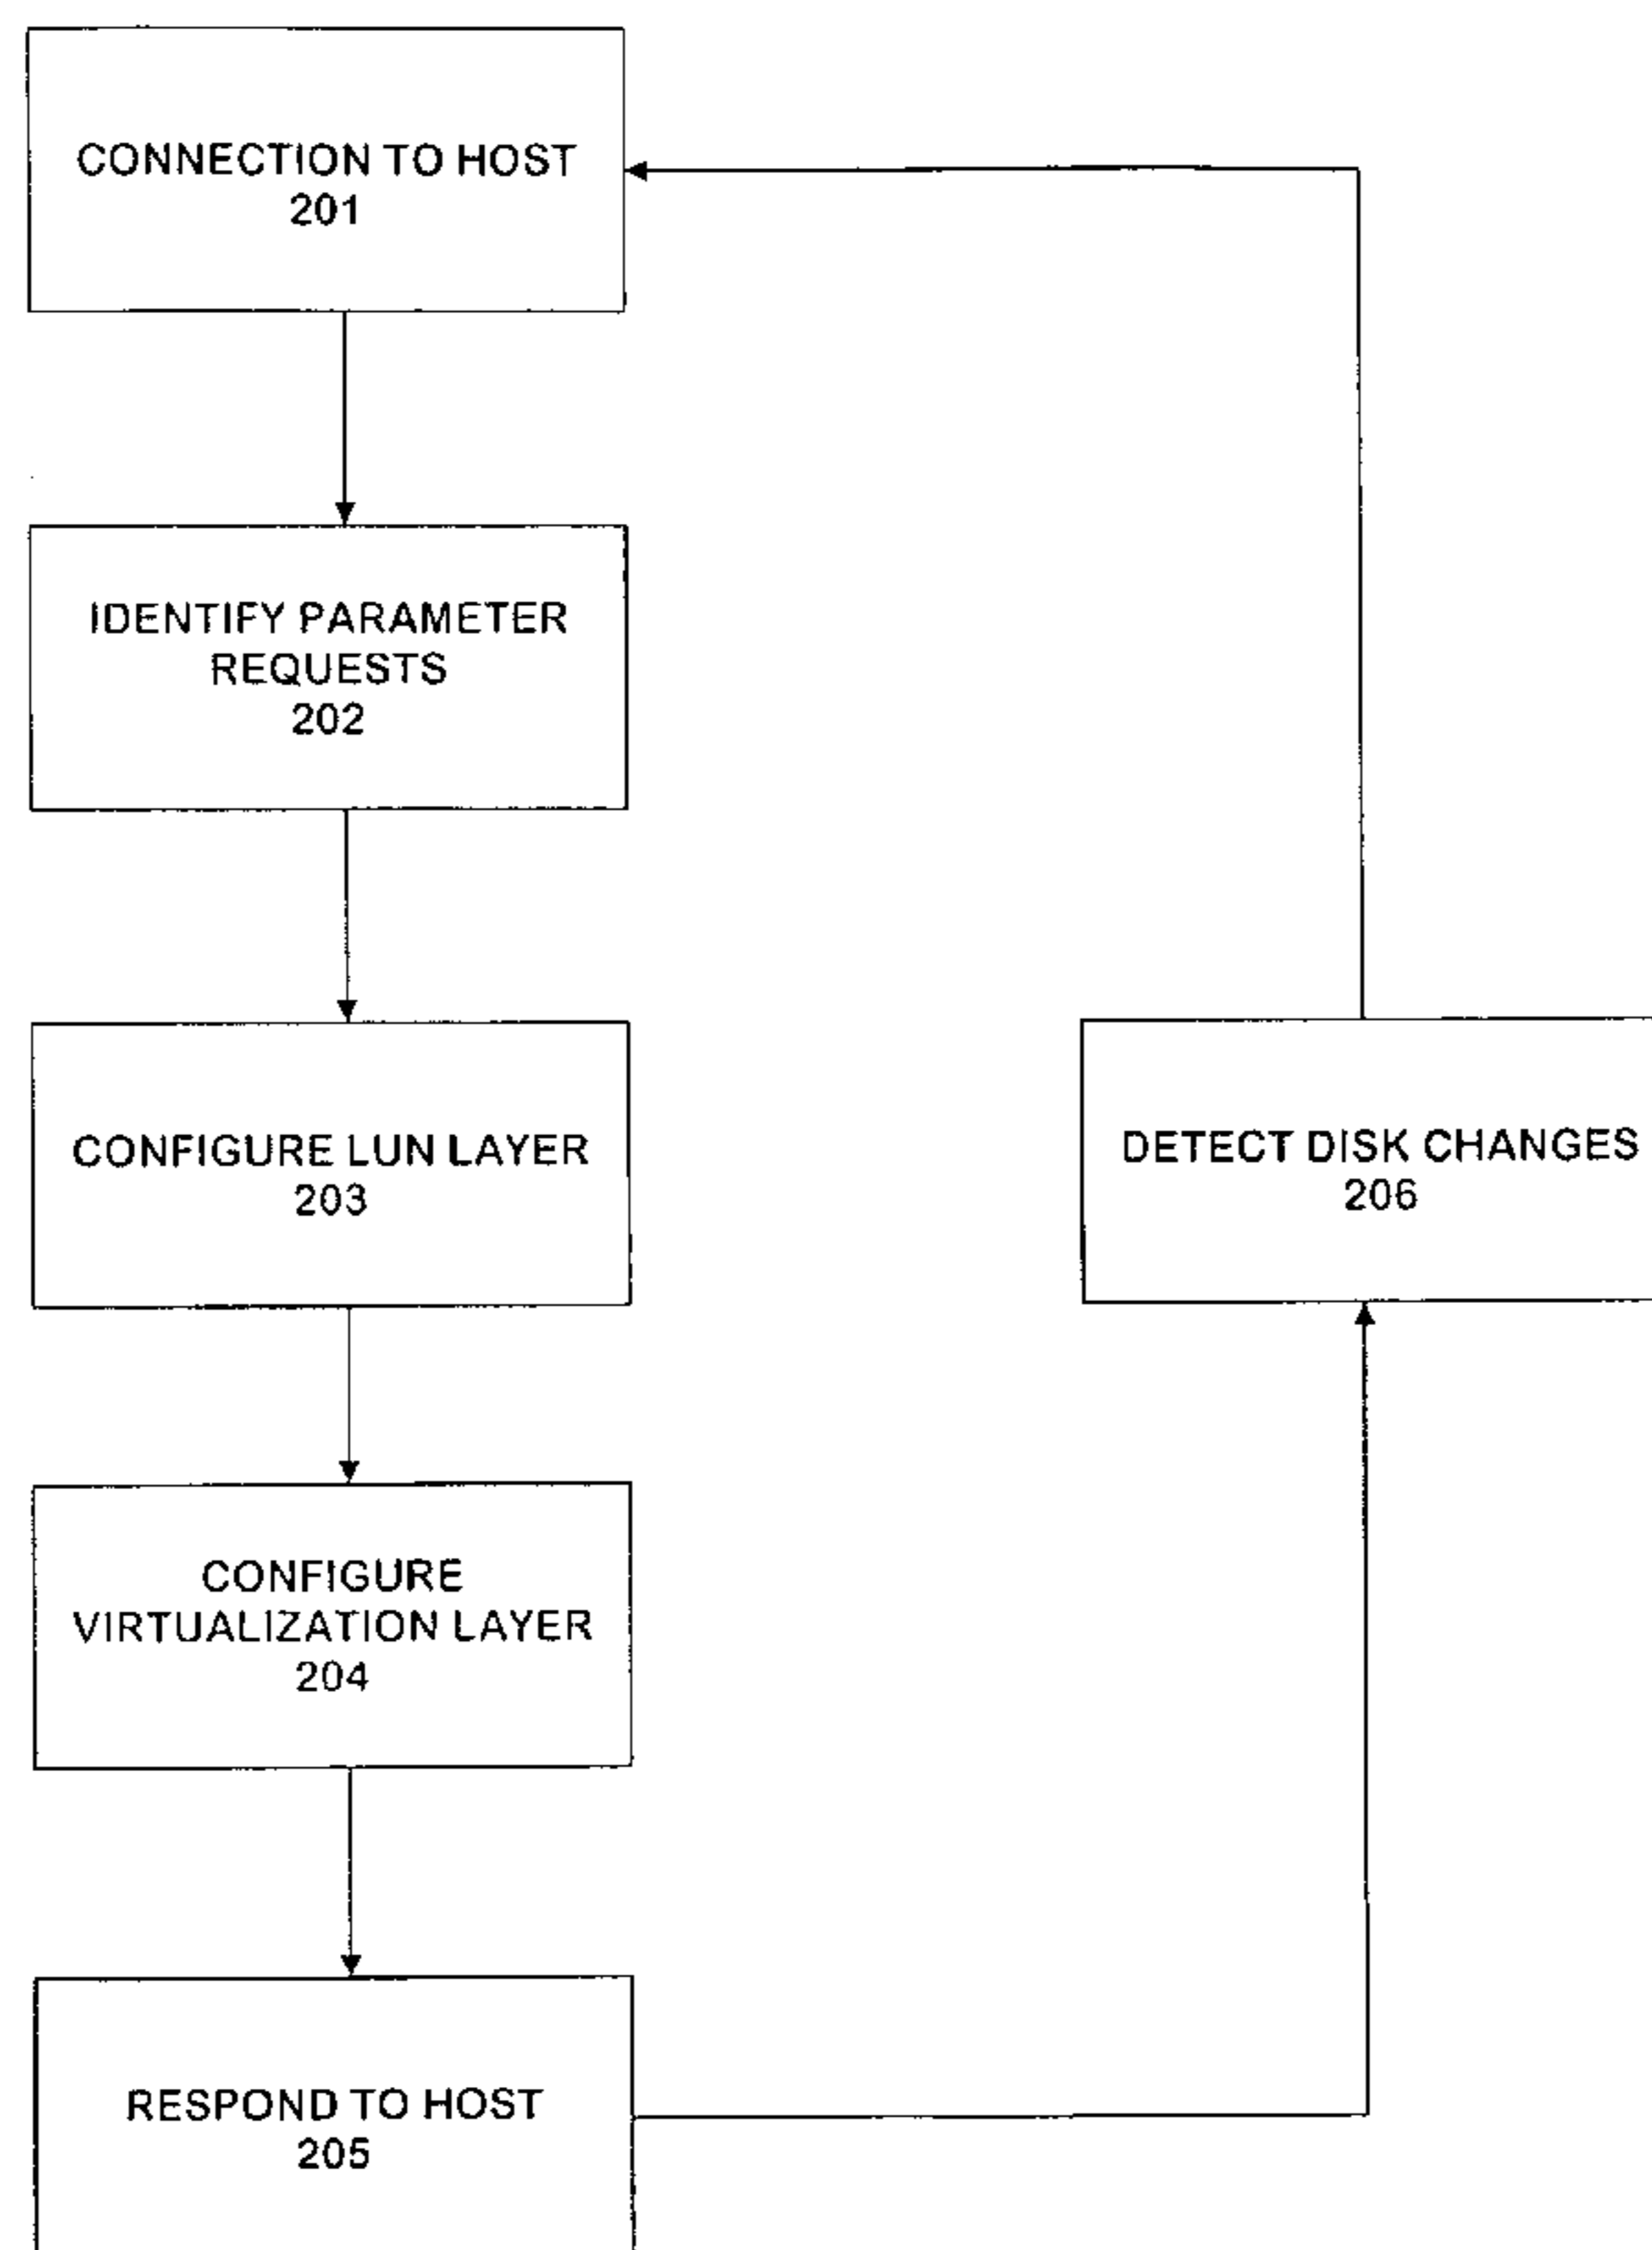 CONNECTION TO HOST
201
IDENTIFY PARAMETER
REQUESTS
202
CONFIGURE LUN LAYER
203
DETECT DISK CHANGES
206
CONFIGURE
VIRTUALIZATION LAYER
204
RESPOND TO HOST
205